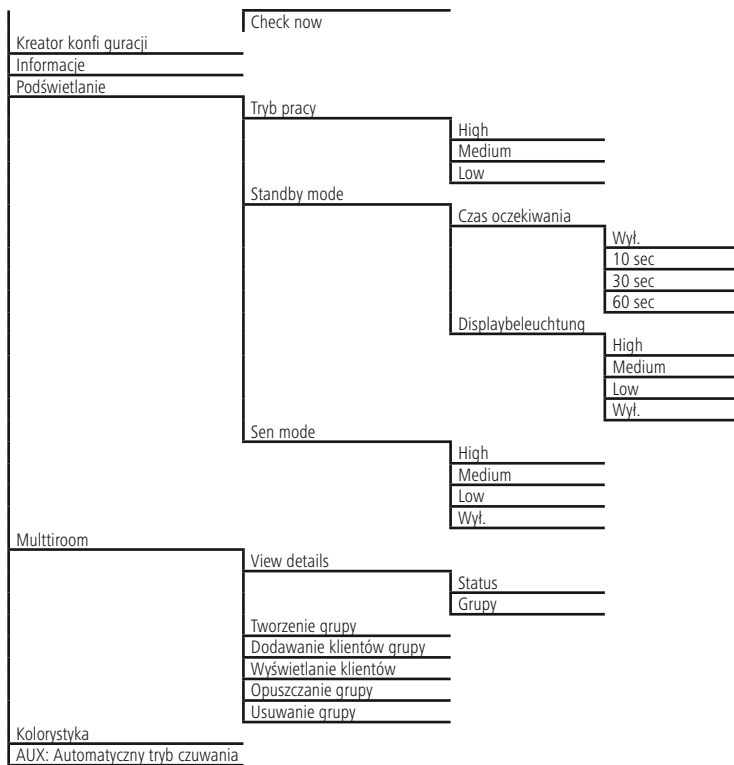 Check now
Kreator konfi guracji
Informacje
Podświetlanie
Tryb pracy
High
Medium
Low
Standby mode
Czas oczekiwania
Wył.
10 sec
30 sec
60 sec
Displaybeleuchtung
High
Medium
Low
Wył.
Sen mode
High
Medium
Low
Wył.
Multtiroom
View details
Status
Grupy
Tworzenie grupy
Dodawanie klientów grupy
Wyświetlanie klientów
Opuszczanie grupy
Usuwanie grupy
Kolorystyka
AUX: Automatyczny tryb czuwania